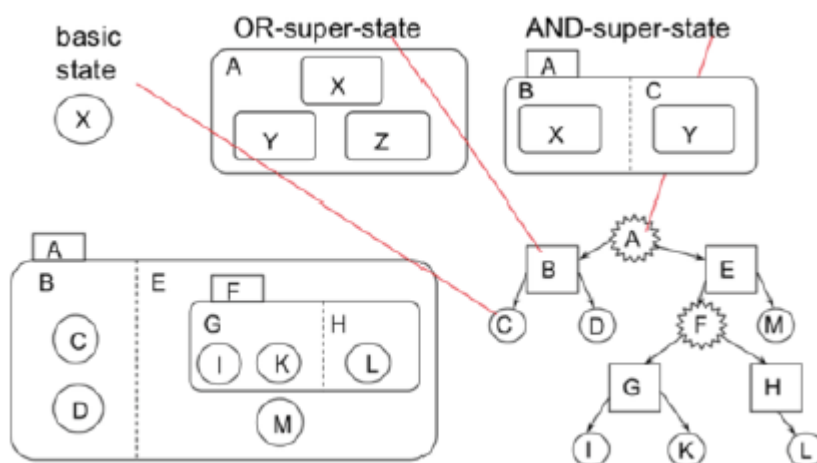 basic
state
X
OR-super-state
A
X
Y Z
AND-super-state
A
B C
X Y
A
B E
F
G H
C
I K L
D
M
A
B E
C D F M
G H
I K L